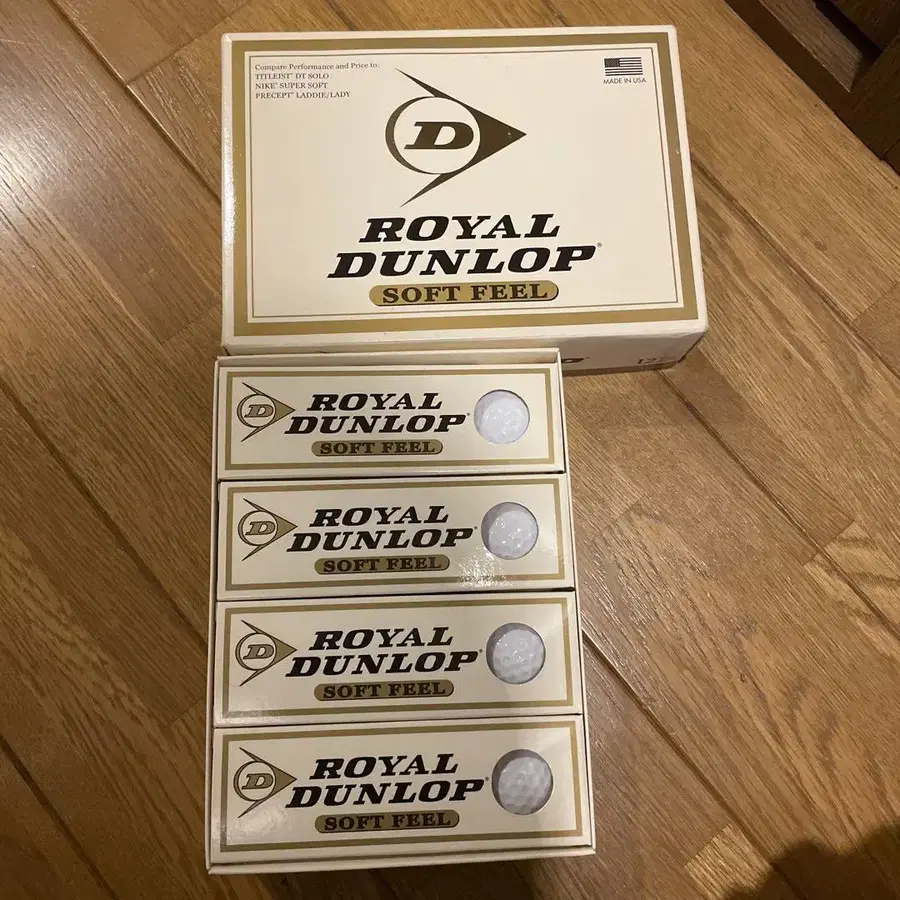 Compare Performance and Price to:
TITLEIST® DT SOLO
NIKE® SUPER SOFT
PRECEPT® LADDIE/LADY
MADE IN USA
D
ROYAL
DUNLOP®
SOFT FEEL
12
D
ROYAL
DUNLOP®
SOFT FEEL
D
ROYAL
DUNLOP®
SOFT FEEL
D
ROYAL
DUNLOP®
SOFT FEEL
D
ROYAL
DUNLOP®
SOFT FEEL